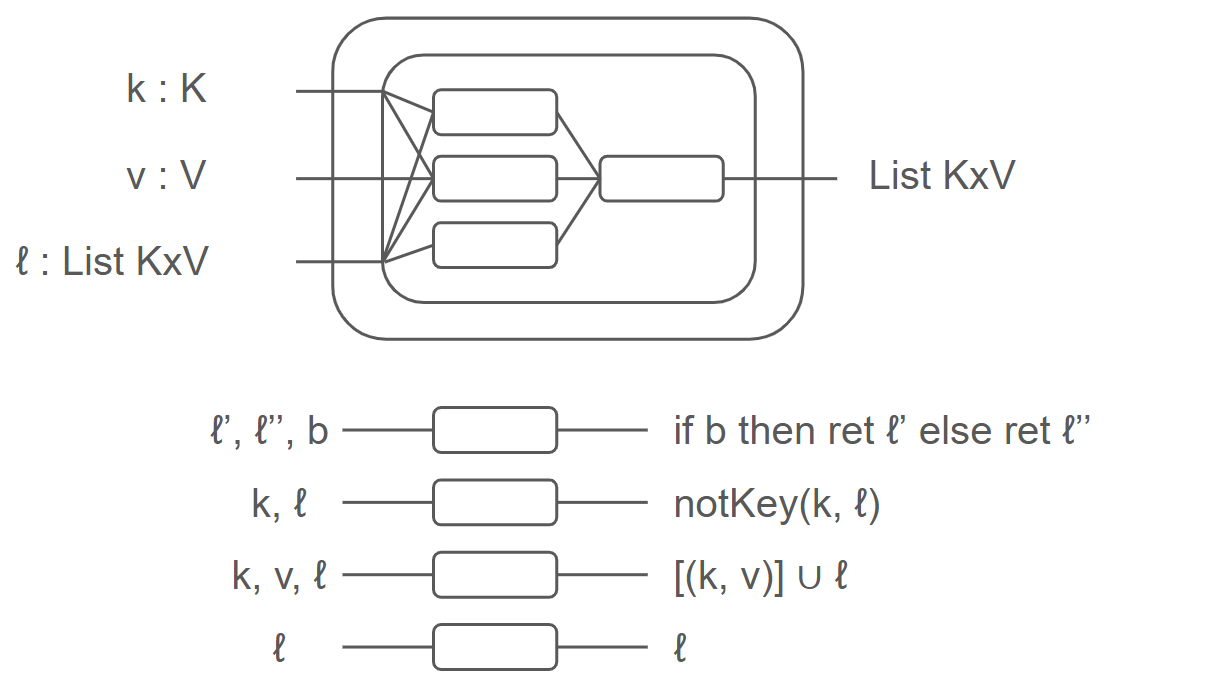 k : K
v : V
List KxV
ℓ : List KxV
ℓ’, ℓ’’, b
if b then ret ℓ’ else ret ℓ’’
k, ℓ
notKey(k, ℓ)
k, v, ℓ
[(k, v)] ∪ ℓ
ℓ
ℓ